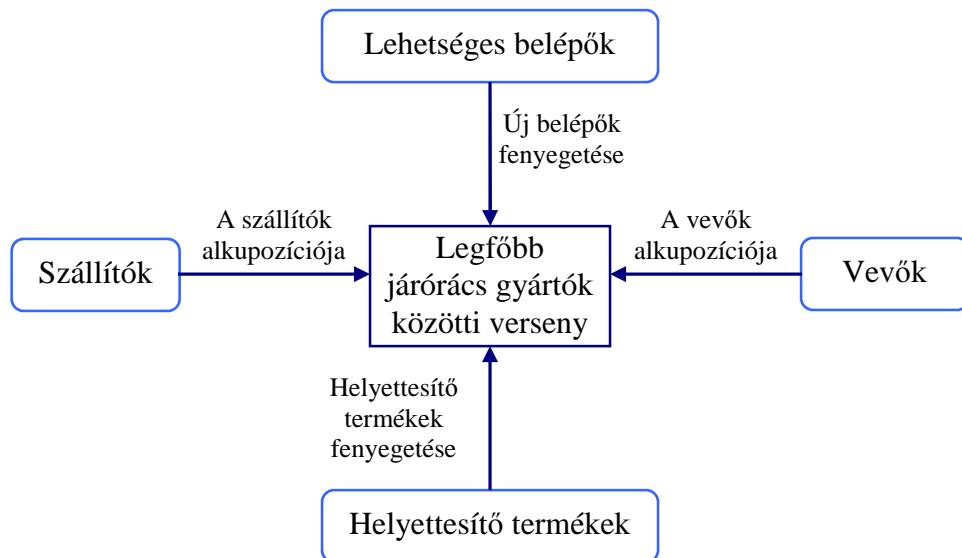 Lehetséges belépők
Új belépők
fenyegetése
A szállítók
alkupozíciója
A vevők
alkupozíciója
Szállítók
Legfőbb
járórács gyártók
közötti verseny
Vevők
Helyettesítő
termékek
fenyegetése
Helyettesítő termékek